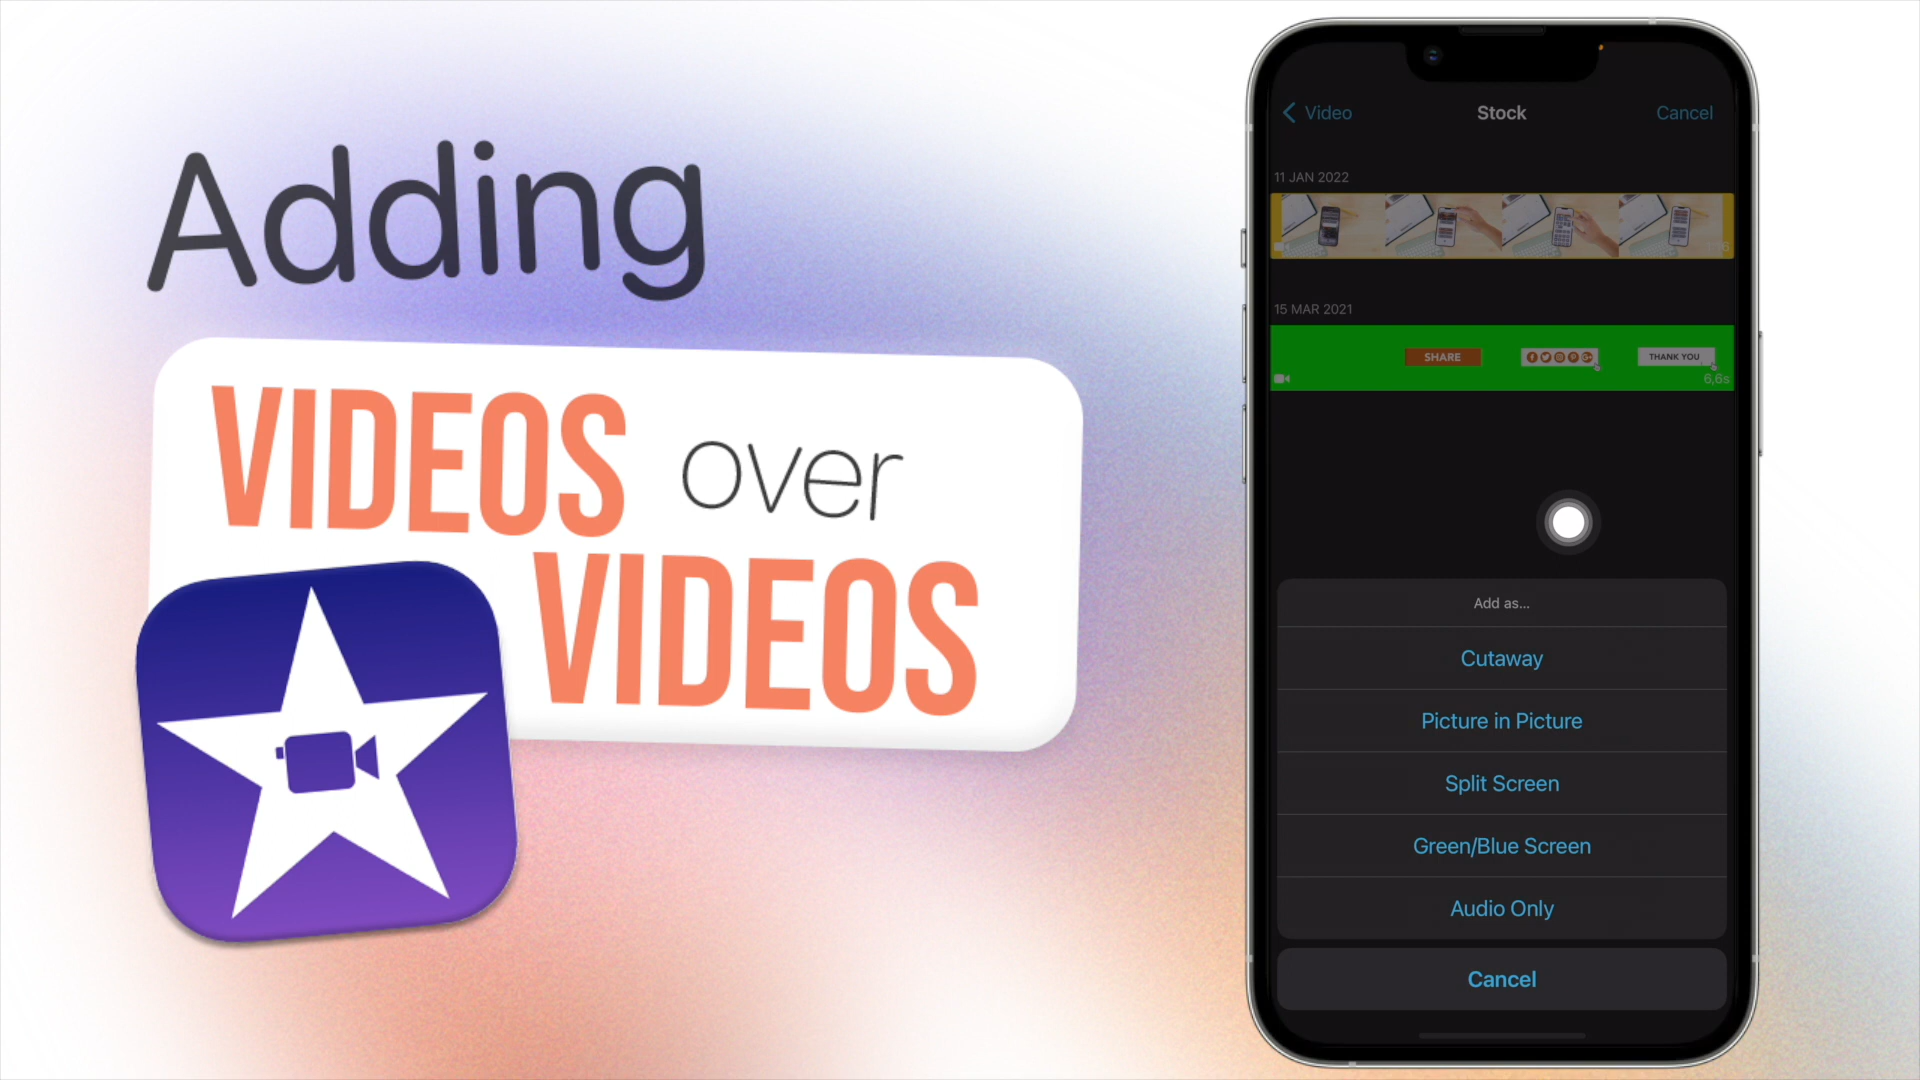 Adding
VIDEOS over
VIDEOS
Video
Stock
Cancel
11 JAN 2022
15 MAR 2021
SHARE
THANK YOU
6,6s
Add as...
Cutaway
Picture in Picture
Split Screen
Green/Blue Screen
Audio Only
Cancel